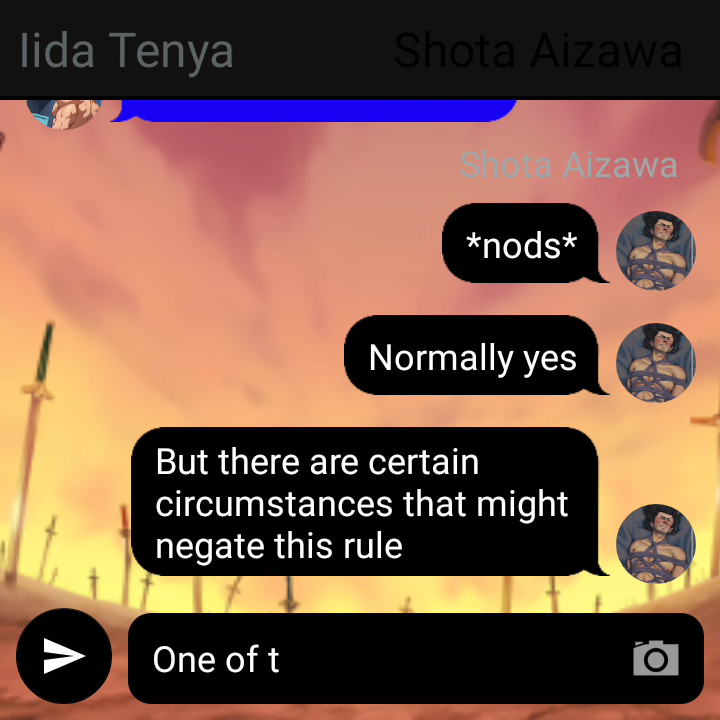 Iida Tenya
Shota Aizawa
Shota Aizawa
*nods*
Normally yes
But there are certain
circumstances that might
negate this rule
One of t